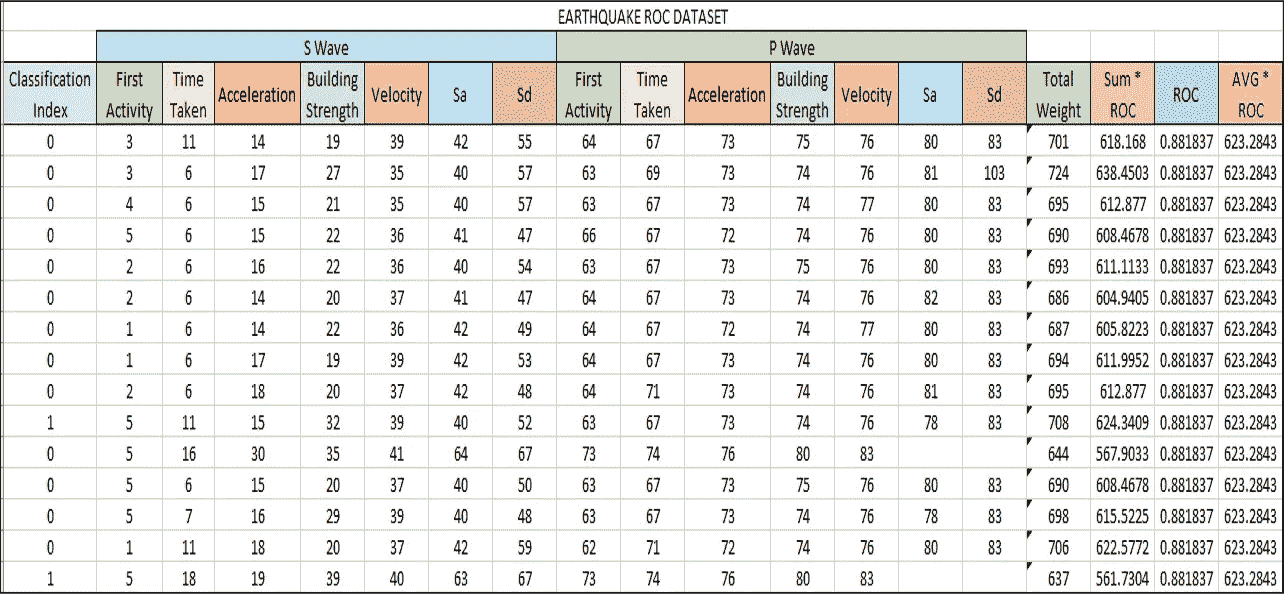 EARTHQUAKE ROC DATASET
S Wave P Wave
Classification Index First Activity Time Taken Acceleration Building Strength Velocity Sa Sd First Activity Time Taken Acceleration Building Strength Velocity Sa Sd Total Weight Sum * ROC ROC AVG * ROC
0 3 11 14 19 39 42 55 64 67 73 75 76 80 83 701 618.168 0.881837 623.2843
0 3 6 17 27 35 40 57 63 69 73 74 76 81 103 724 638.4503 0.881837 623.2843
0 4 6 15 21 35 40 57 63 67 73 74 77 80 83 695 612.877 0.881837 623.2843
0 5 6 15 22 36 41 47 66 67 72 74 76 80 83 690 608.4678 0.881837 623.2843
0 2 6 16 22 36 40 54 63 67 73 75 76 80 83 693 611.1133 0.881837 623.2843
0 2 6 14 20 37 41 47 64 67 73 74 76 82 83 686 604.9405 0.881837 623.2843
0 1 6 14 22 36 42 49 64 67 72 74 77 80 83 687 605.8223 0.881837 623.2843
0 1 6 17 19 39 42 53 64 67 73 74 76 80 83 694 611.9952 0.881837 623.2843
0 2 6 18 20 37 42 48 64 71 73 74 76 81 83 695 612.877 0.881837 623.2843
1 5 11 15 32 39 40 52 63 67 73 74 76 78 83 708 624.3409 0.881837 623.2843
0 5 16 30 35 41 64 67 73 74 76 80 83 644 567.9033 0.881837 623.2843
0 5 6 15 20 37 40 50 63 67 73 75 76 80 83 690 608.4678 0.881837 623.2843
0 5 7 16 29 39 40 48 63 67 73 74 76 78 83 698 615.5225 0.881837 623.2843
0 1 11 18 20 37 42 59 62 71 72 74 76 80 83 706 622.5772 0.881837 623.2843
1 5 18 19 39 40 63 67 73 74 76 80 83 637 561.7304 0.881837 623.2843